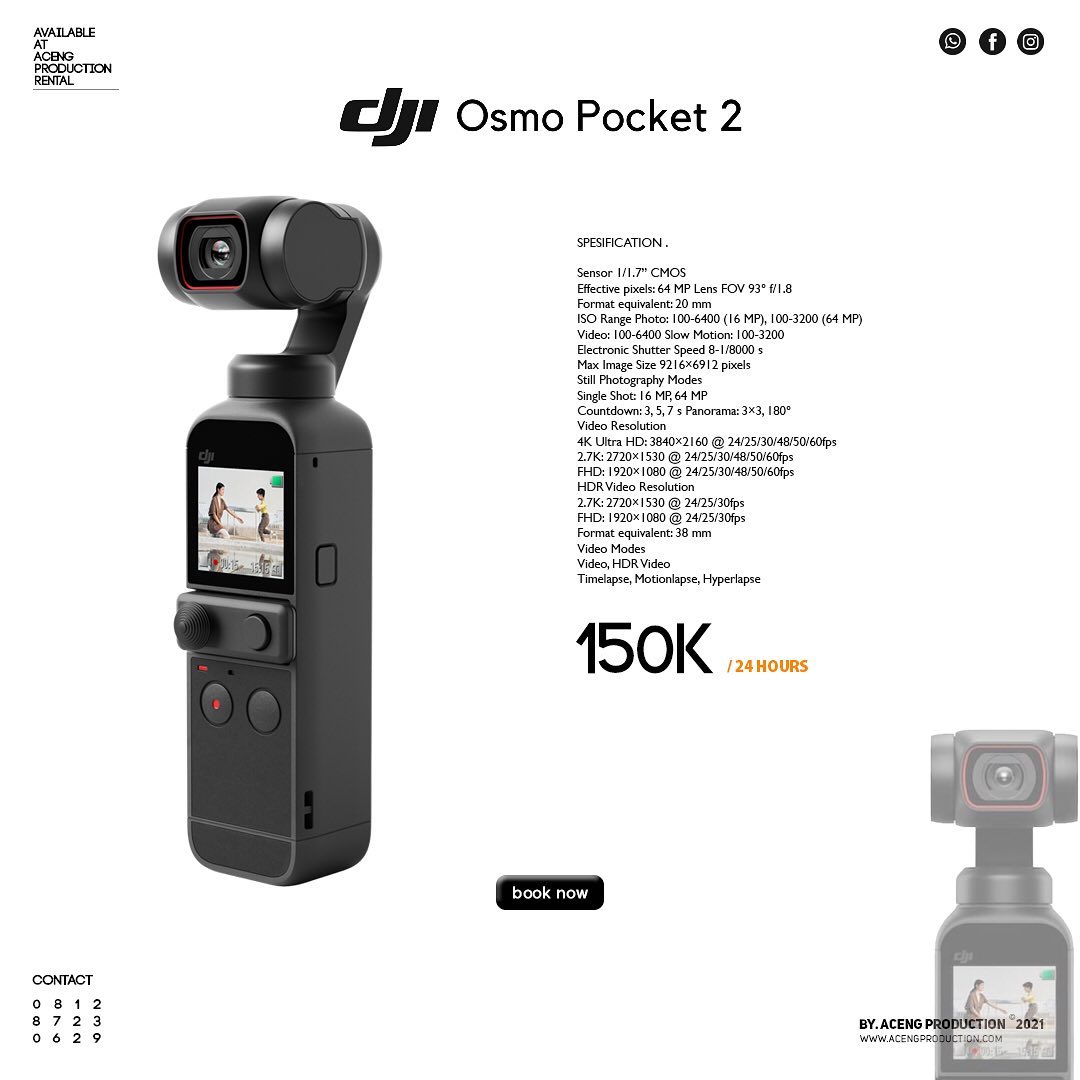 AVAILABLE
AT
ACENG
PRODUCTION
RENTAL
dji Osmo Pocket 2
SPESIFICATION .
Sensor 1/1.7” CMOS
Effective pixels: 64 MP Lens FOV 93° f/1.8
Format equivalent: 20 mm
ISO Range Photo: 100-6400 (16 MP), 100-3200 (64 MP)
Video: 100-6400 Slow Motion: 100-3200
Electronic Shutter Speed 8-1/8000 s
Max Image Size 9216×6912 pixels
Still Photography Modes
Single Shot: 16 MP, 64 MP
Countdown: 3, 5, 7 s Panorama: 3×3, 180°
Video Resolution
4K Ultra HD: 3840×2160 @ 24/25/30/48/50/60fps
2.7K: 2720×1530 @ 24/25/30/48/50/60fps
FHD: 1920×1080 @ 24/25/30/48/50/60fps
HDR Video Resolution
2.7K: 2720×1530 @ 24/25/30fps
FHD: 1920×1080 @ 24/25/30fps
Format equivalent: 38 mm
Video Modes
Video, HDR Video
Timelapse, Motionlapse, Hyperlapse
150K / 24 HOURS
dji
book now
dji
CONTACT
0 8 1 2
8 7 2 3
0 6 2 9
BY. ACENG PRODUCTION © 2021
WWW.ACENGPRODUCTION.COM